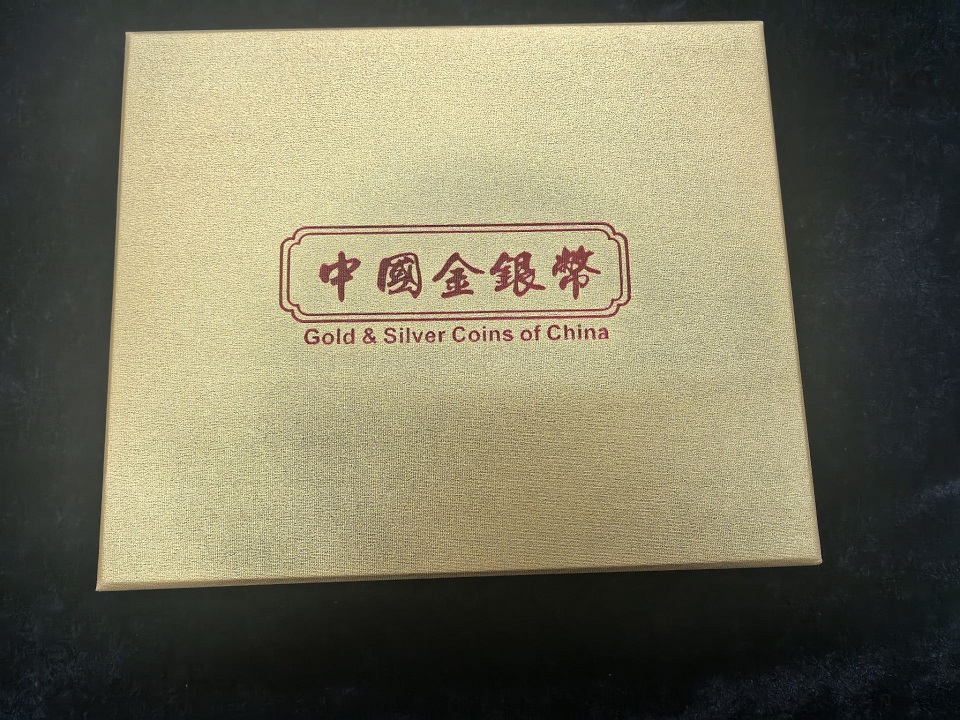 中國金銀幣
Gold & Silver Coins of China